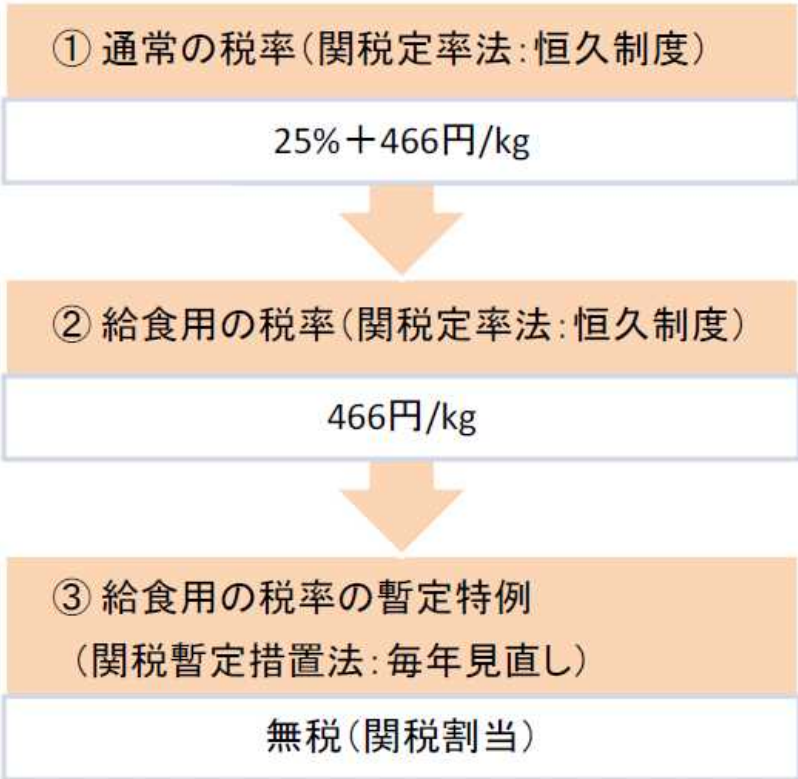 ① 通常の税率(関税定率法:恒久制度)
25%＋466円/kg
② 給食用の税率(関税定率法:恒久制度)
466円/kg
③ 給食用の税率の暫定特例
(関税暫定措置法:毎年見直し)
無税(関税割当)